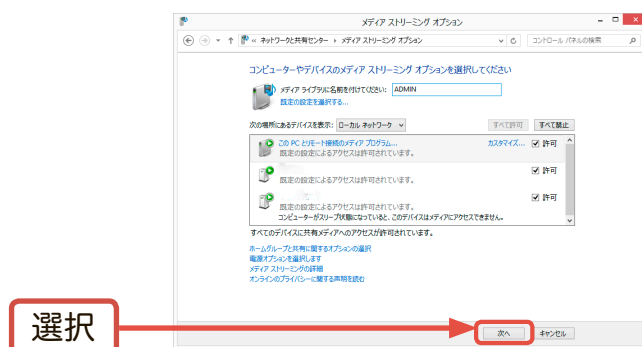 メディア ストリーミング オプション
« ネットワークと共有センター › メディア ストリーミング オプション
コントロール パネルの検索
コンピューターやデバイスのメディア ストリーミング オプションを選択してください
メディア ライブラリに名前を付けてください: ADMIN
既定の設定を選択する...
次の場所にあるデバイスを表示: ローカル ネットワーク
すべて許可 すべて禁止
この PC とリモート接続のメディア プログラム... カスタマイズ... 許可
既定の設定によるアクセスは許可されています。
許可
既定の設定によるアクセスは許可されています。
許可
既定の設定によるアクセスは許可されています。
コンピューターがスリープ状態になっていると、このデバイスはメディアにアクセスできません。
すべてのデバイスに共有メディアへのアクセスが許可されています。
ホームグループと共有に関するオプションの選択
電源オプションを選択します
メディア ストリーミングの詳細
オンラインのプライバシーに関する声明を読む
選択
次へ キャンセル